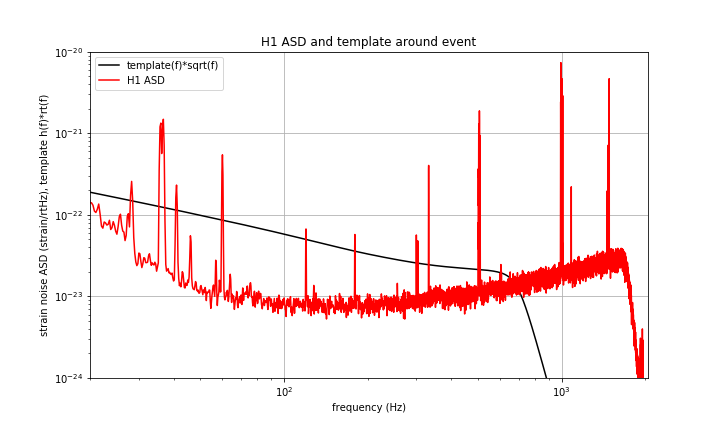 H1 ASD and template around event
template(f)*sqrt(f)
H1 ASD
10⁻²⁰
10⁻²¹
10⁻²²
10⁻²³
10⁻²⁴
strain noise ASD (strain/rtHz), template h(f)*rt(f)
10²
10³
frequency (Hz)